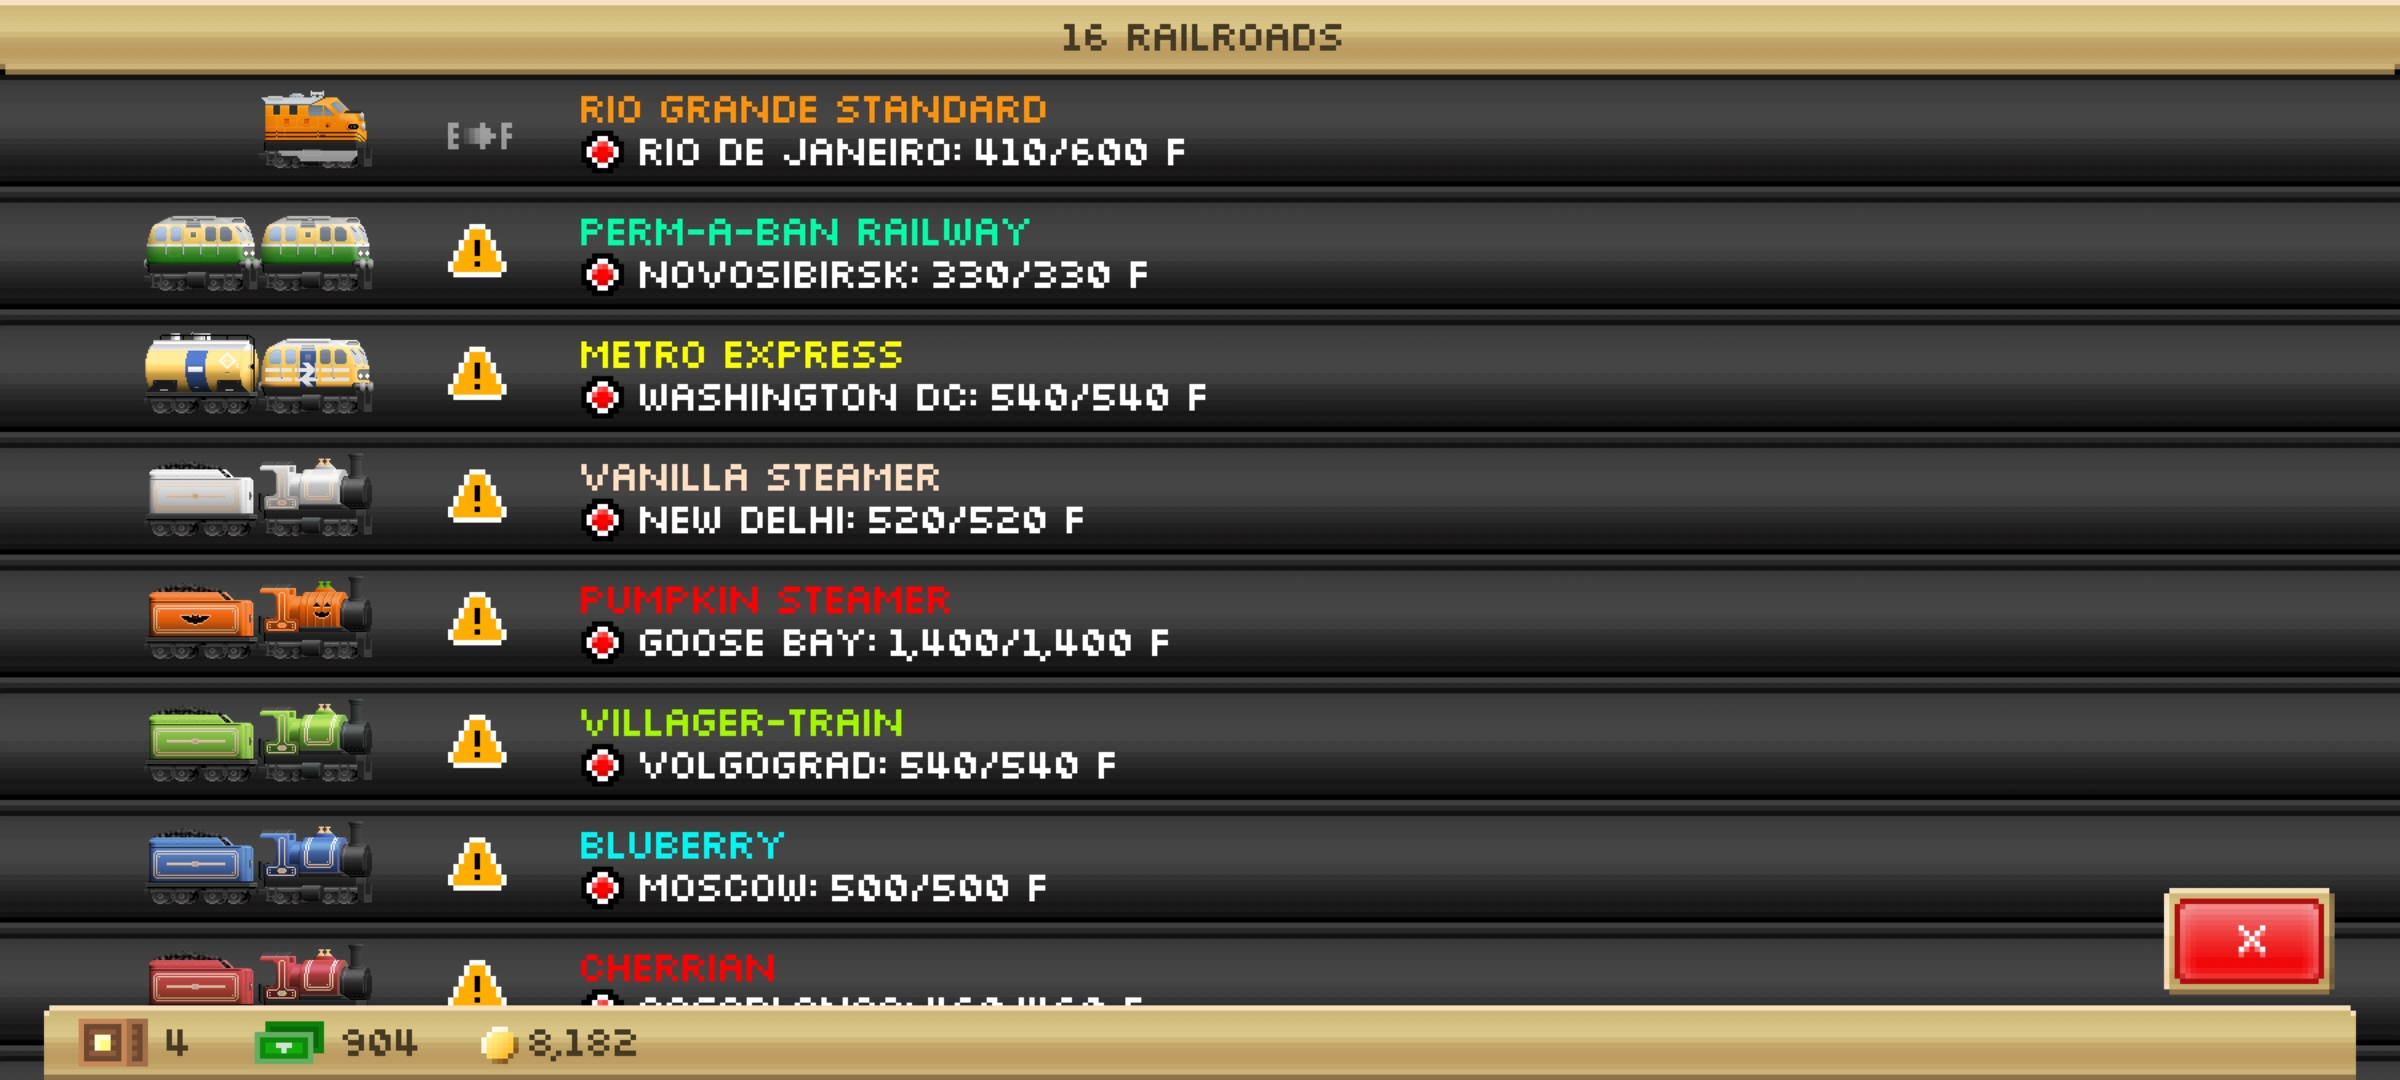 16 RAILROADS
RIO GRANDE STANDARD
E F
RIO DE JANEIRO: 410/600 F
PERM-A-BAN RAILWAY
NOVOSIBIRSK: 330/330 F
METRO EXPRESS
WASHINGTON DC: 540/540 F
VANILLA STEAMER
NEW DELHI: 520/520 F
PUMPKIN STEAMER
GOOSE BAY: 1,400/1,400 F
VILLAGER-TRAIN
VOLGOGRAD: 540/540 F
BLUBERRY
MOSCOW: 500/500 F
X
CHERRIAN
4 904 8,182